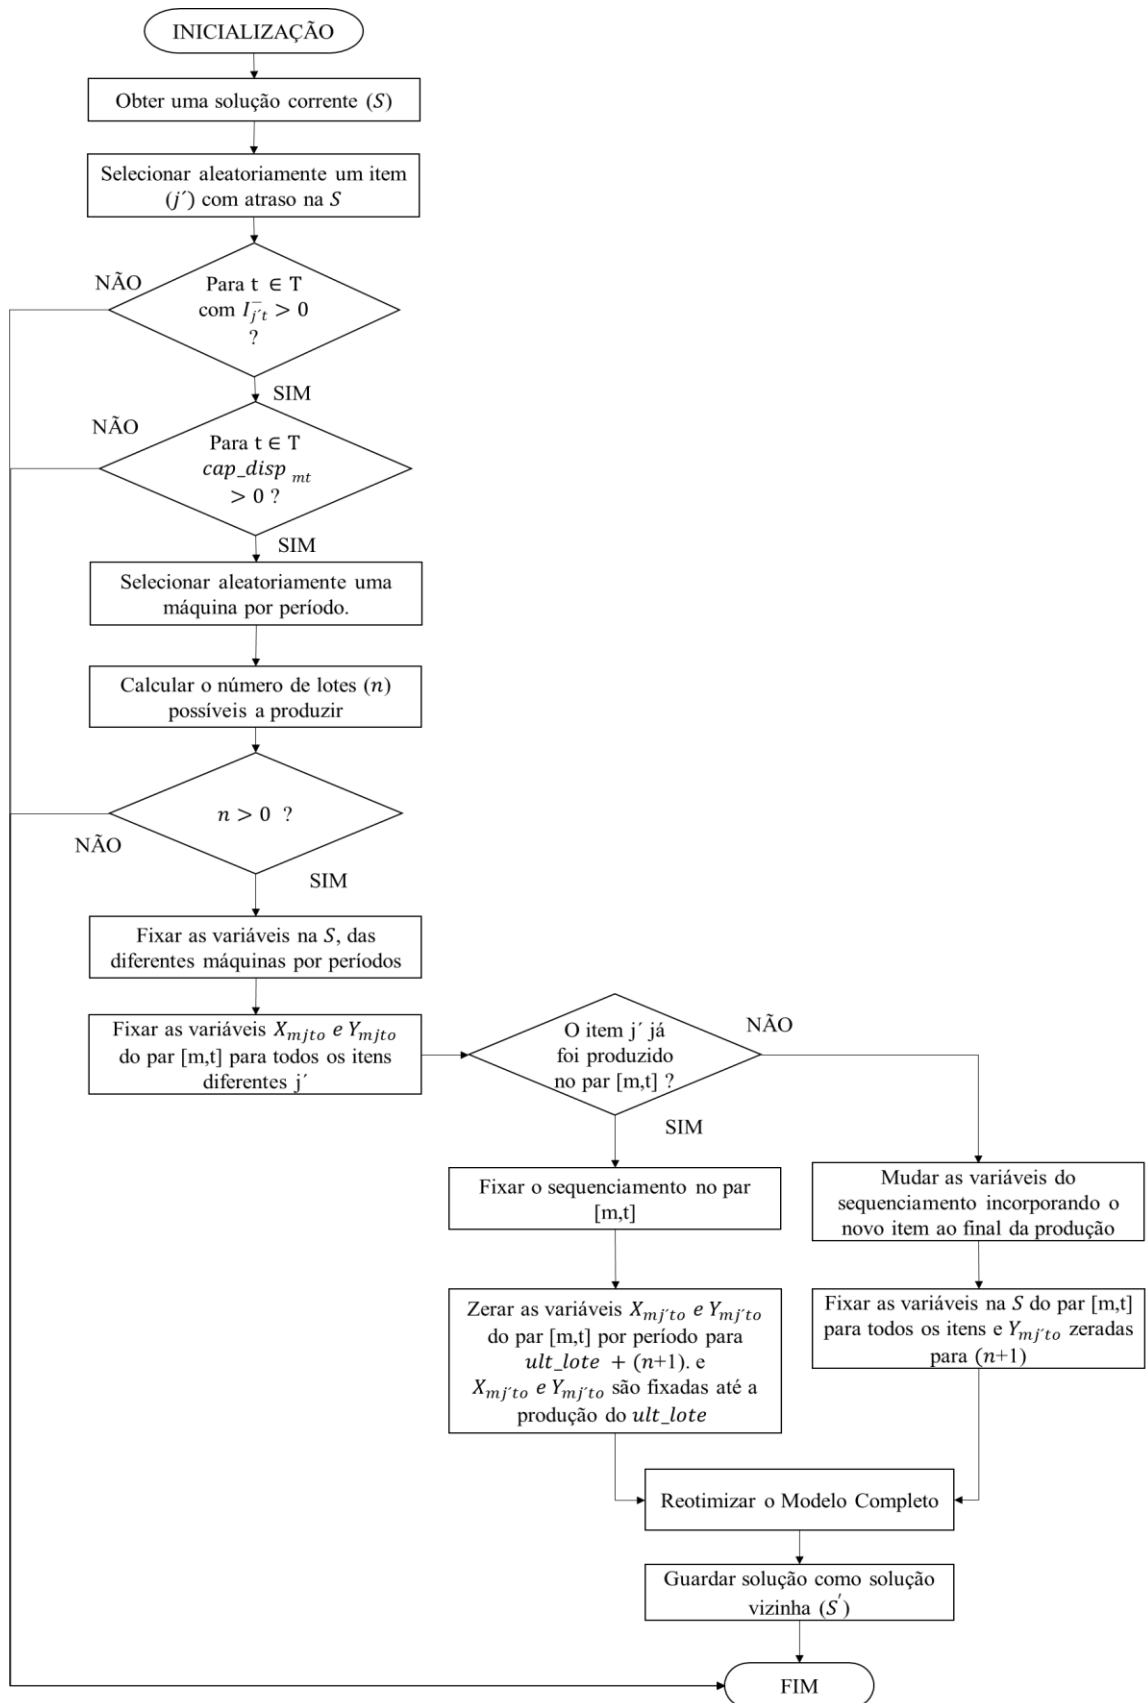 INICIALIZAÇÃO
Obter uma solução corrente (S)
Selecionar aleatoriamente um item
(j´) com atraso na S
NÃO
Para t ∈ T
com I⁻j´t > 0
?
SIM
NÃO
Para t ∈ T
cap_disp mt
> 0 ?
SIM
Selecionar aleatoriamente uma
máquina por período.
Calcular o número de lotes (n)
possíveis a produzir
n > 0 ?
NÃO
SIM
Fixar as variáveis na S, das
diferentes máquinas por períodos
Fixar as variáveis Xmjto e Ymjto
do par [m,t] para todos os itens
diferentes j´
O item j´ já
foi produzido
no par [m,t] ?
NÃO
SIM
Fixar o sequenciamento no par
[m,t]
Mudar as variáveis do
sequenciamento incorporando o
novo item ao final da produção
Zerar as variáveis Xmj´to e Ymj´to
do par [m,t] por período para
ult_lote + (n+1). e
Xmj´to e Ymj´to são fixadas até a
produção do ult_lote
Fixar as variáveis na S do par [m,t]
para todos os itens e Ymj´to zeradas
para (n+1)
Reotimizar o Modelo Completo
Guardar solução como solução
vizinha (S')
FIM